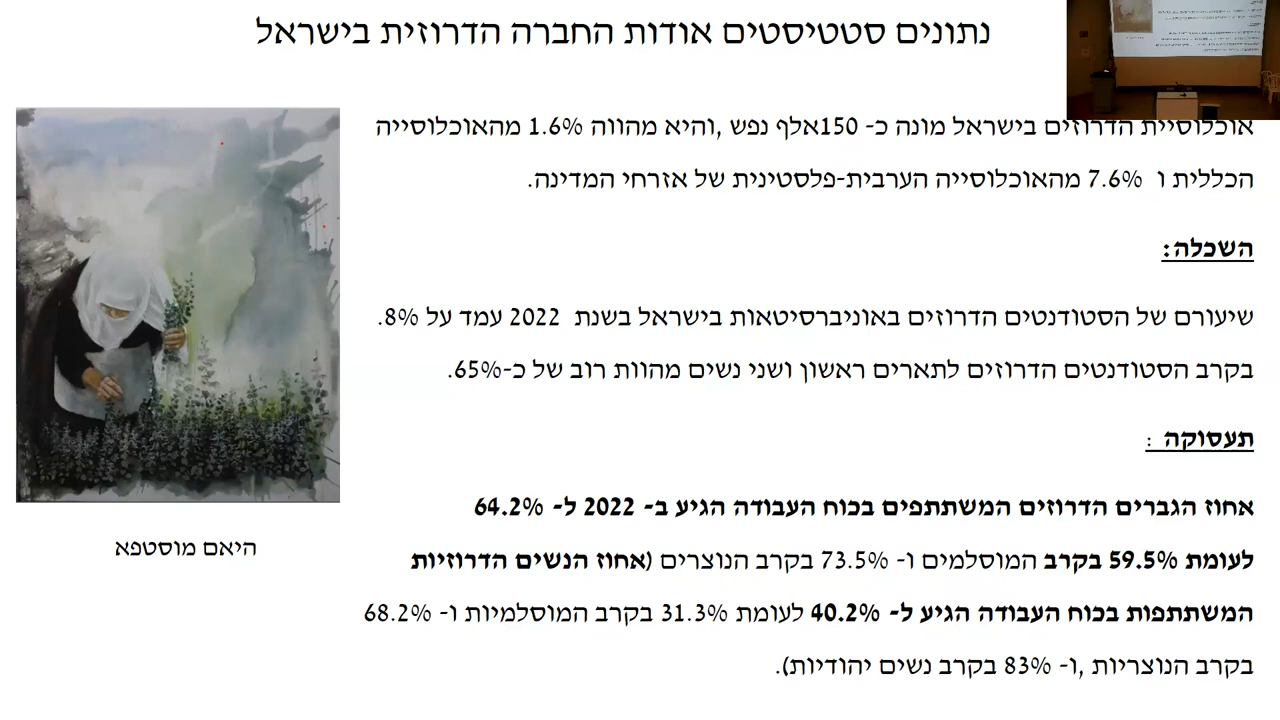 נתונים סטטיסטים אודות החברה הדרוזית בישראל
אוכלוסיית הדרוזים בישראל מונה כ- 150אלף נפש ,והיא מהווה 1.6% מהאוכלוסייה
הכללית ו 7.6% מהאוכלוסייה הערבית-פלסטינית של אזרחי המדינה.
השכלה:
שיעורם של הסטודנטים הדרוזים באוניברסיטאות בישראל בשנת 2022 עמד על 8%.
בקרב הסטודנטים הדרוזים לתארים ראשון ושני נשים מהוות רוב של כ-65%.
תעסוקה :
אחוז הגברים הדרוזים המשתתפים בכוח העבודה הגיע ב- 2022 ל- 64.2%
לעומת 59.5% בקרב המוסלמים ו- 73.5% בקרב הנוצרים (אחוז הנשים הדרוזיות
המשתתפות בכוח העבודה הגיע ל- 40.2% לעומת 31.3% בקרב המוסלמיות ו- 68.2%
בקרב הנוצריות ,ו- 83% בקרב נשים יהודיות).
היאם מוסטפא